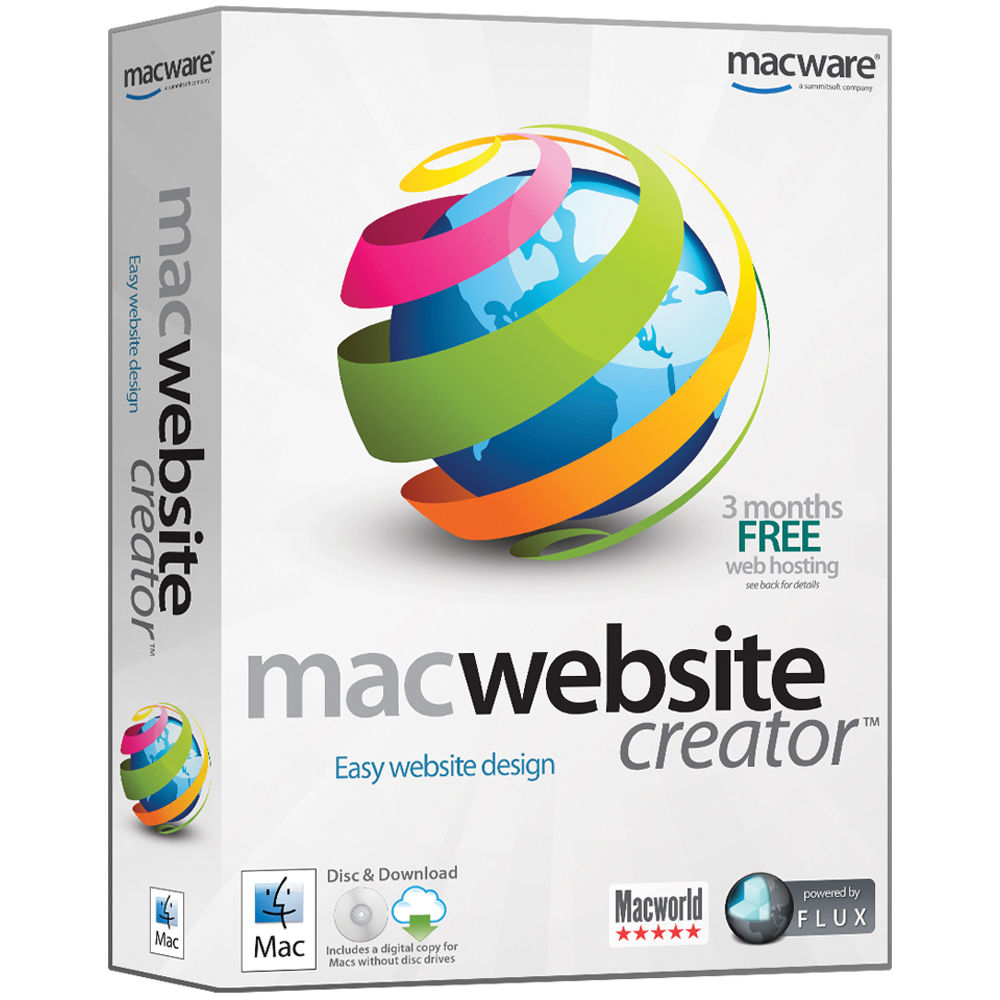 macware®
a summitsoft company
macwebsite
creator™
Easy website design
Mac
macware®
a summitsoft company
3 months
FREE
web hosting
see back for details
macwebsite
creator™
Easy website design
Mac
Disc & Download
Includes a digital copy for
Macs without disc drives
Macworld
★★★★★
powered by
FLUX